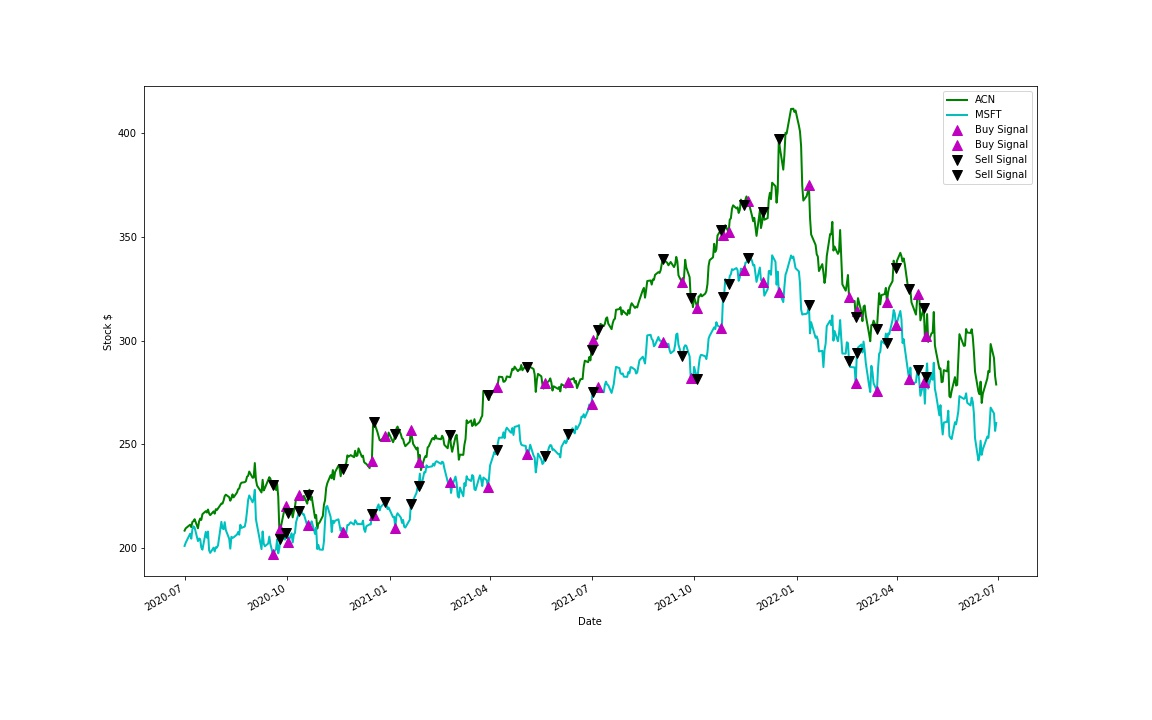 ACN
MSFT
Buy Signal
Buy Signal
Sell Signal
Sell Signal
400
350
300
250
200
Stock $
2020-07
2020-10
2021-01
2021-04
2021-07
2021-10
2022-01
2022-04
2022-07
Date